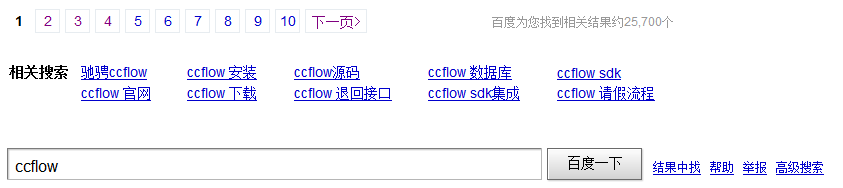 1 2 3 4 5 6 7 8 9 10 下一页> 百度为您找到相关结果约25,700个
相关搜索 驰骋ccflow ccflow 安装 ccflow源码 ccflow 数据库 ccflow sdk
ccflow 官网 ccflow 下载 ccflow 退回接口 ccflow sdk集成 ccflow 请假流程
ccflow 百度一下 结果中找 帮助 举报 高级搜索